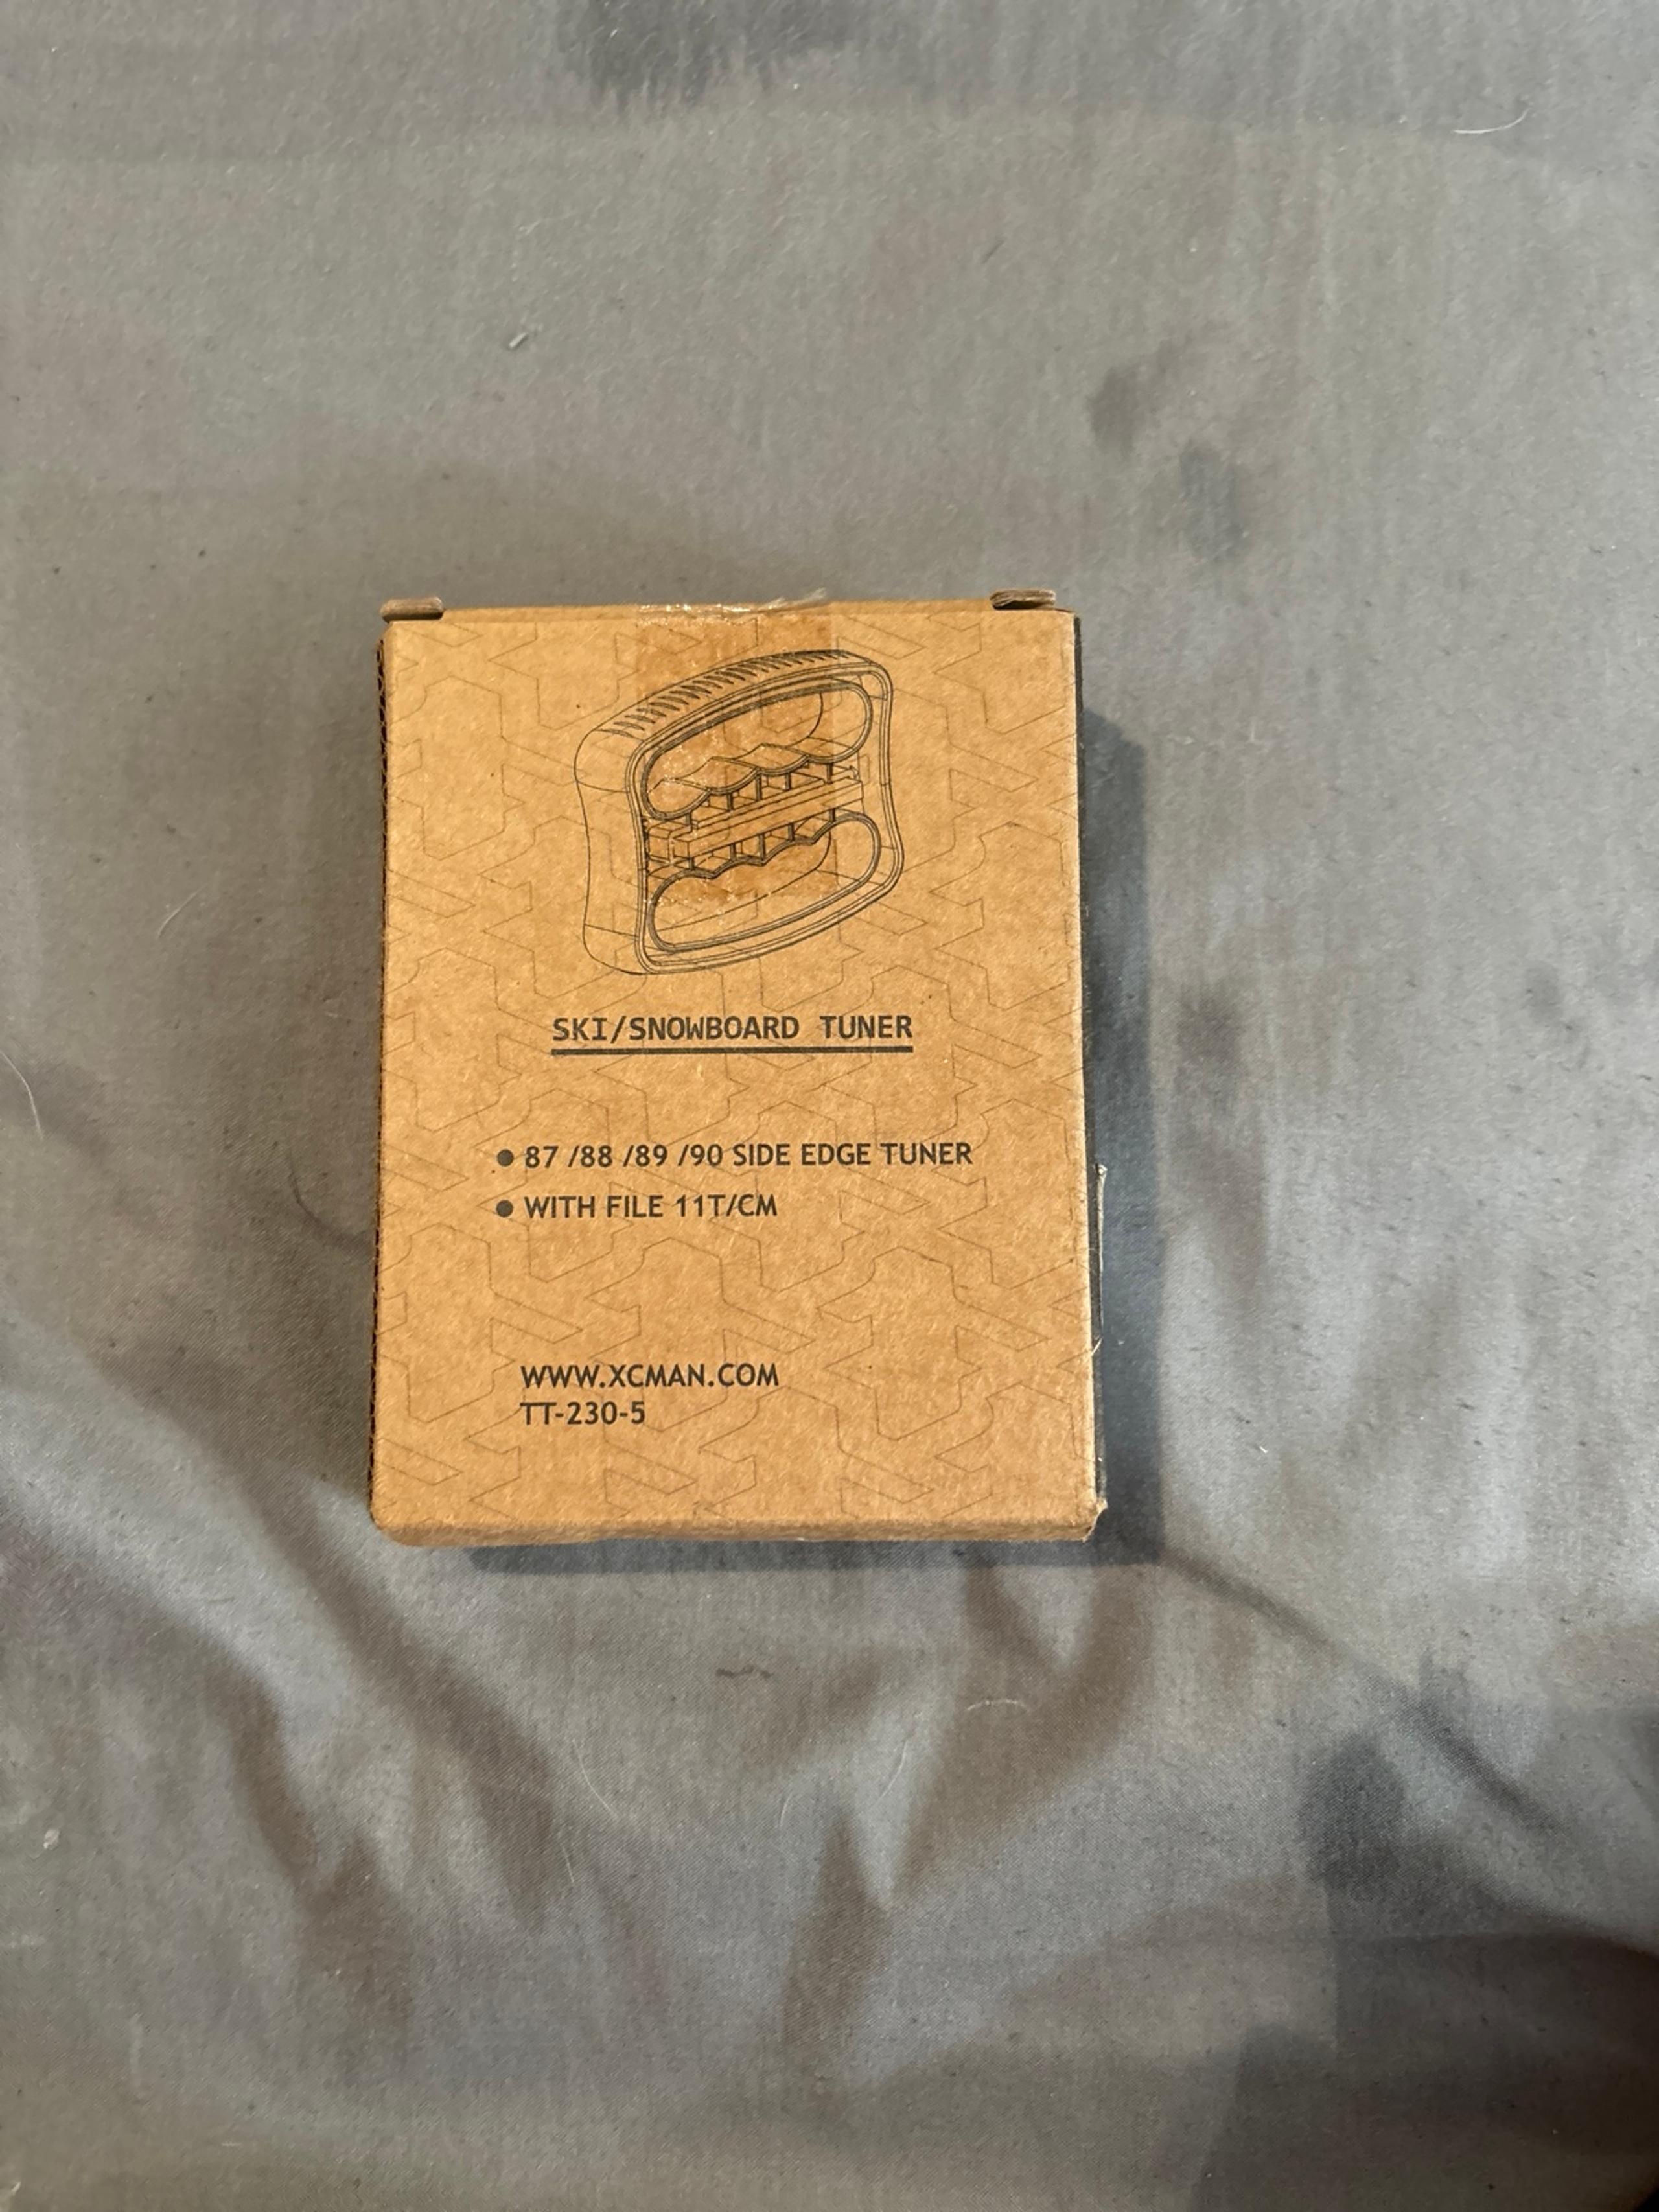 SKI/SNOWBOARD TUNER
● 87 /88 /89 /90 SIDE EDGE TUNER
● WITH FILE 11T/CM
WWW.XCMAN.COM
TT-230-5